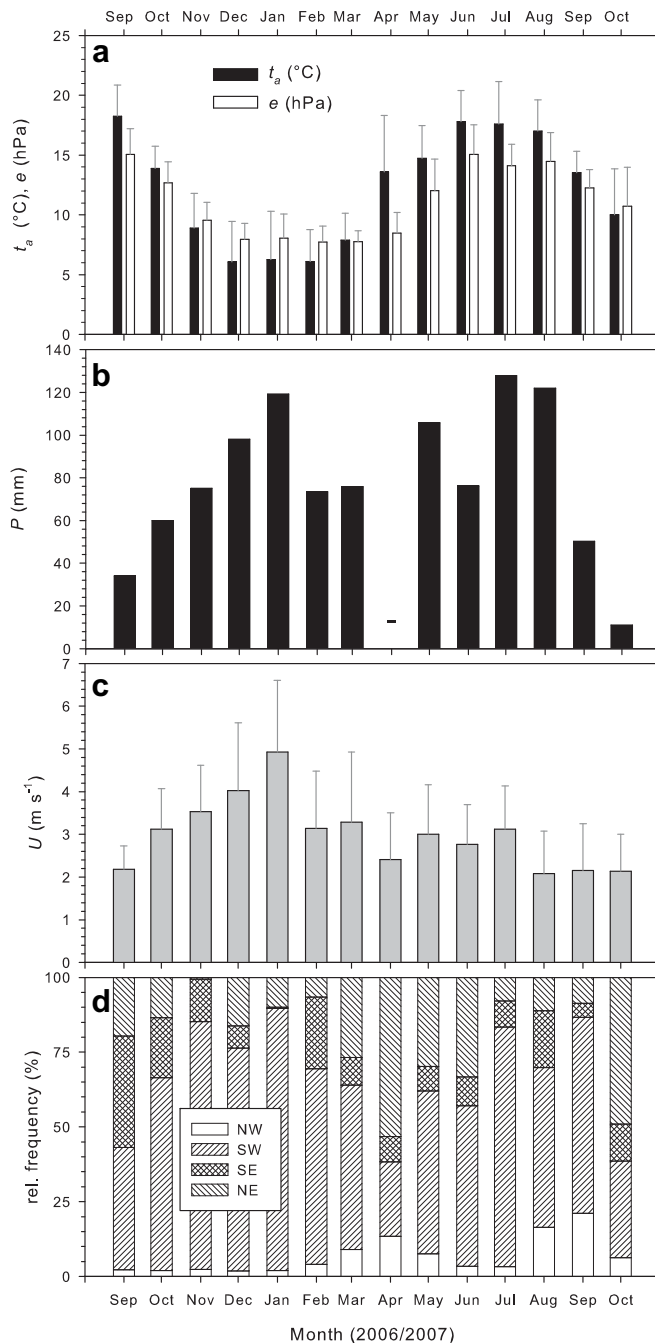 Sep Oct Nov Dec Jan Feb Mar Apr May Jun Jul Aug Sep Oct
a
25
20
15
10
5
0
tₐ (°C), e (hPa)
tₐ (°C)
e (hPa)
b
140
120
100
80
60
40
20
0
P (mm)
c
7
6
5
4
3
2
1
0
U (m s⁻¹)
d
100
75
50
25
0
rel. frequency (%)
NW
SW
SE
NE
Sep Oct Nov Dec Jan Feb Mar Apr May Jun Jul Aug Sep Oct
Month (2006/2007)